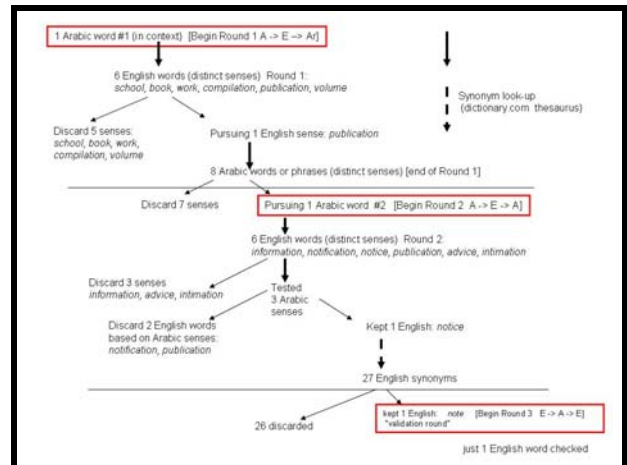 1 Arabic word #1 (in context)  [Begin Round 1 A -> E -> Ar]
6 English words (distinct senses)  Round 1:
school, book, work, compilation, publication, volume
Synonym look-up
(dictionary.com thesaurus)
Discard 5 senses:
school, book, work,
compilation, volume
Pursuing 1 English sense: publication
8 Arabic words or phrases (distinct senses) [end of Round 1]
Discard 7 senses
Pursuing 1 Arabic word  #2  [Begin Round 2  A -> E -> A]
6 English words (distinct senses)  Round 2:
information, notification, notice, publication, advice, intimation
Discard 3 senses
information, advice, intimation
Tested
3 Arabic
senses
Discard 2 English words
based on Arabic senses:
notification, publication
Kept 1 English: notice
27 English synonyms
26 discarded
kept 1 English:  note  [Begin Round 3  E -> A -> E]
"validation round"
just 1 English word checked